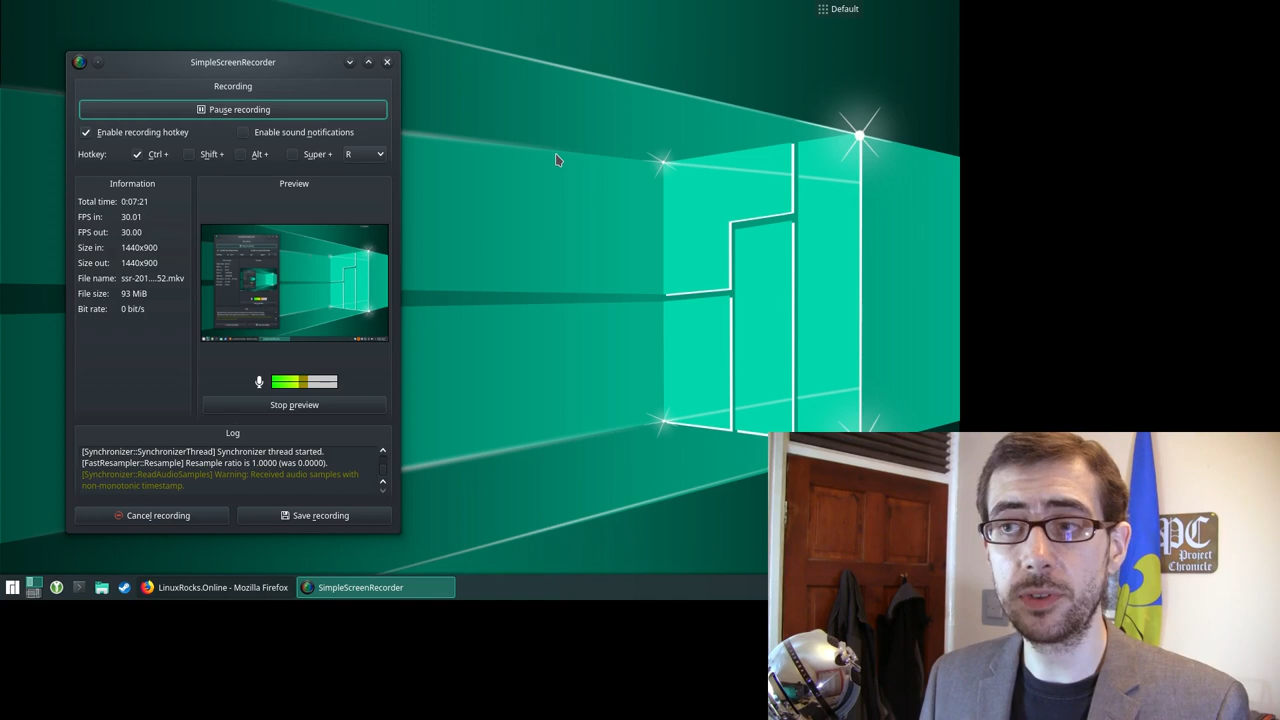 Default
SimpleScreenRecorder
Recording
Pause recording
Enable recording hotkey
Enable sound notifications
Hotkey: Ctrl + Shift + Alt + Super + R
Information
Total time: 0:07:21
FPS in: 30.01
FPS out: 30.00
Size in: 1440x900
Size out: 1440x900
File name: ssr-201....52.mkv
File size: 93 MiB
Bit rate: 0 bit/s
Preview
Stop preview
Log
[Synchronizer::SynchronizerThread] Synchronizer thread started.
[FastResampler::Resample] Resample ratio is 1.0000 (was 0.0000).
[Synchronizer::ReadAudioSamples] Warning: Received audio samples with
non-monotonic timestamp.
Cancel recording
Save recording
LinuxRocks.Online - Mozilla Firefox
SimpleScreenRecorder
PC
Project
Chronicle